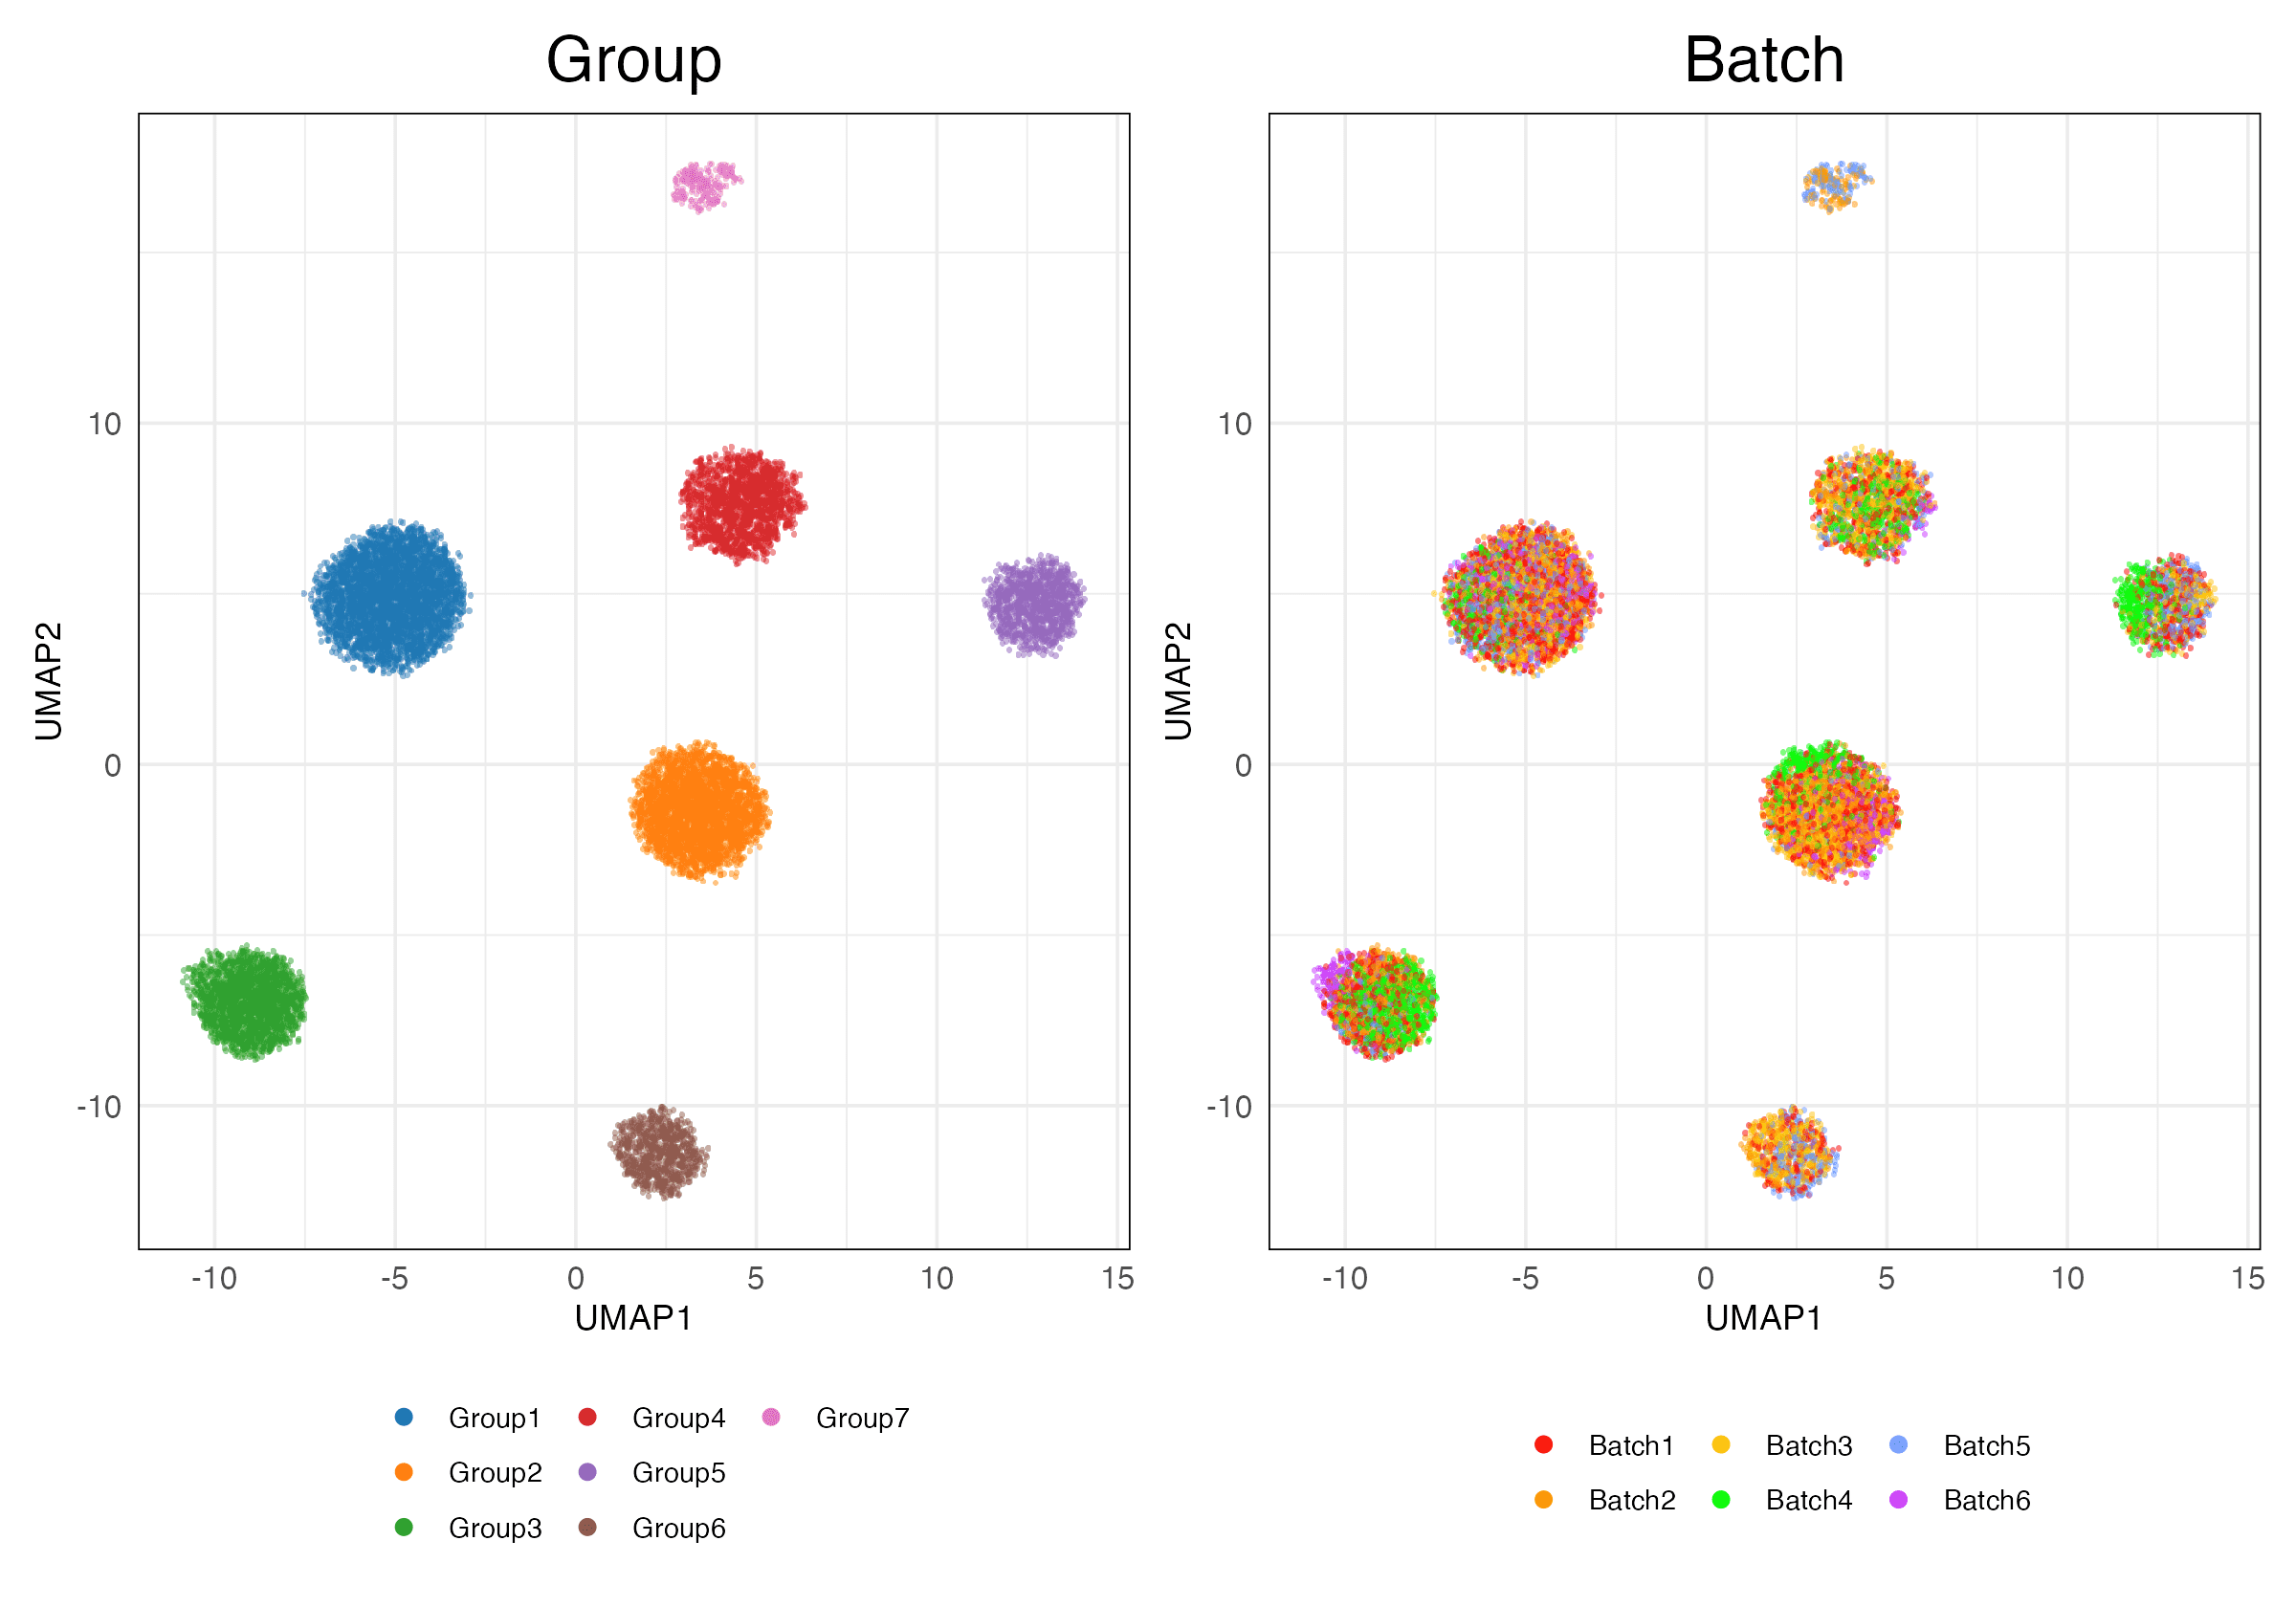 Group
Batch
UMAP2
10
0
-10
-10 -5 0 5 10 15
UMAP1
Group1 Group4 Group7
Group2 Group5
Group3 Group6
UMAP2
10
0
-10
-10 -5 0 5 10 15
UMAP1
Batch1 Batch3 Batch5
Batch2 Batch4 Batch6